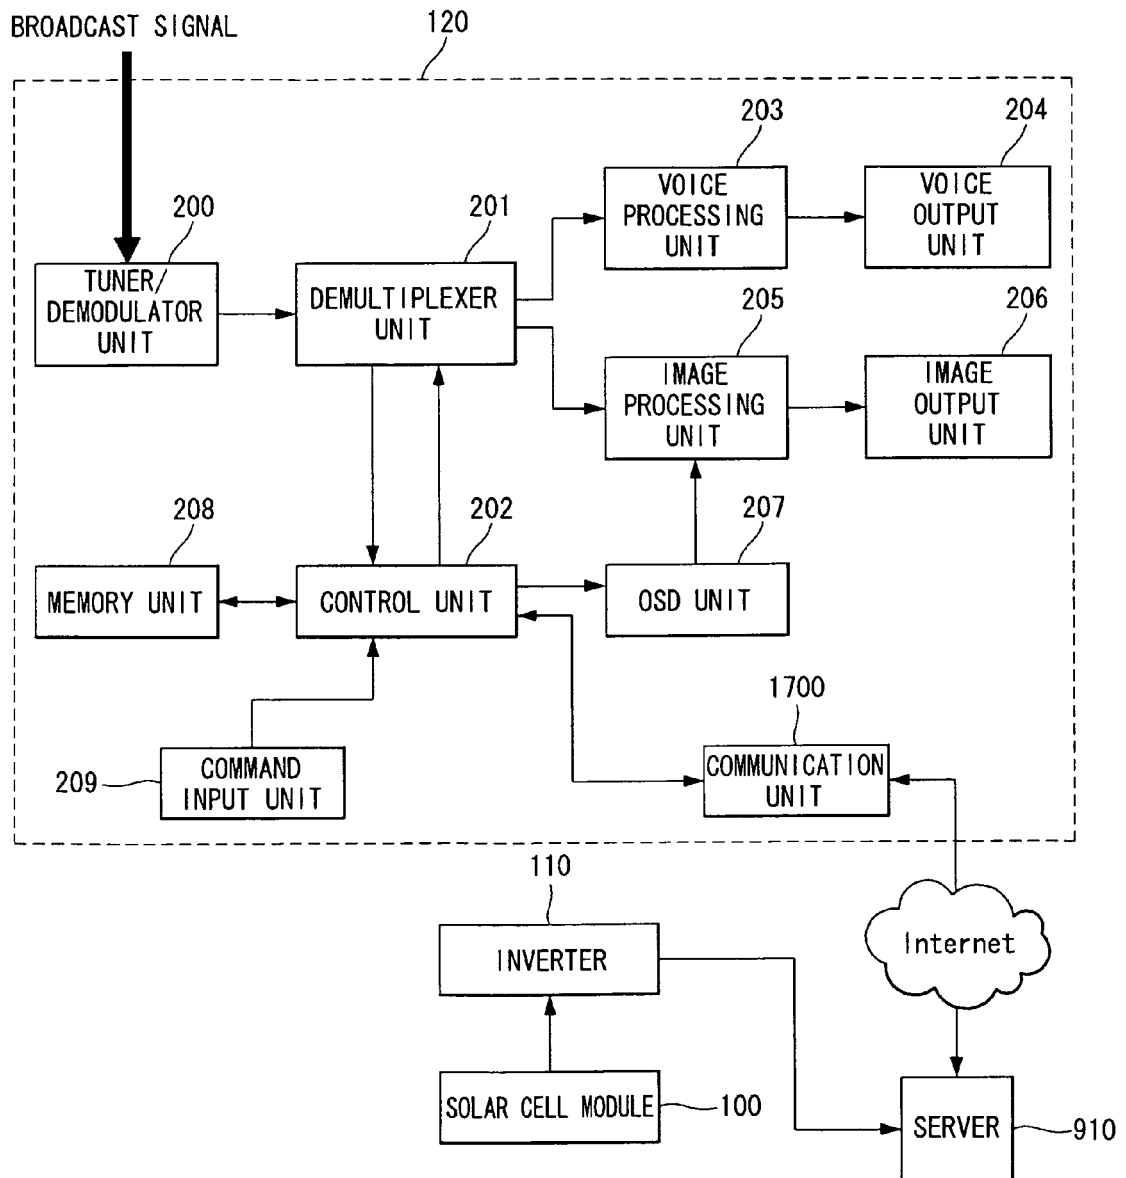 BROADCAST SIGNAL
120
203
204
VOICE
PROCESSING
UNIT
VOICE
OUTPUT
UNIT
200
201
TUNER/
DEMODULATOR
UNIT
DEMULTIPLEXER
UNIT
205
206
IMAGE
PROCESSING
UNIT
IMAGE
OUTPUT
UNIT
208
202
207
MEMORY UNIT
CONTROL UNIT
OSD UNIT
1700
209
COMMAND
INPUT UNIT
COMMUNICATION
UNIT
110
INVERTER
Internet
SOLAR CELL MODULE
100
SERVER
910